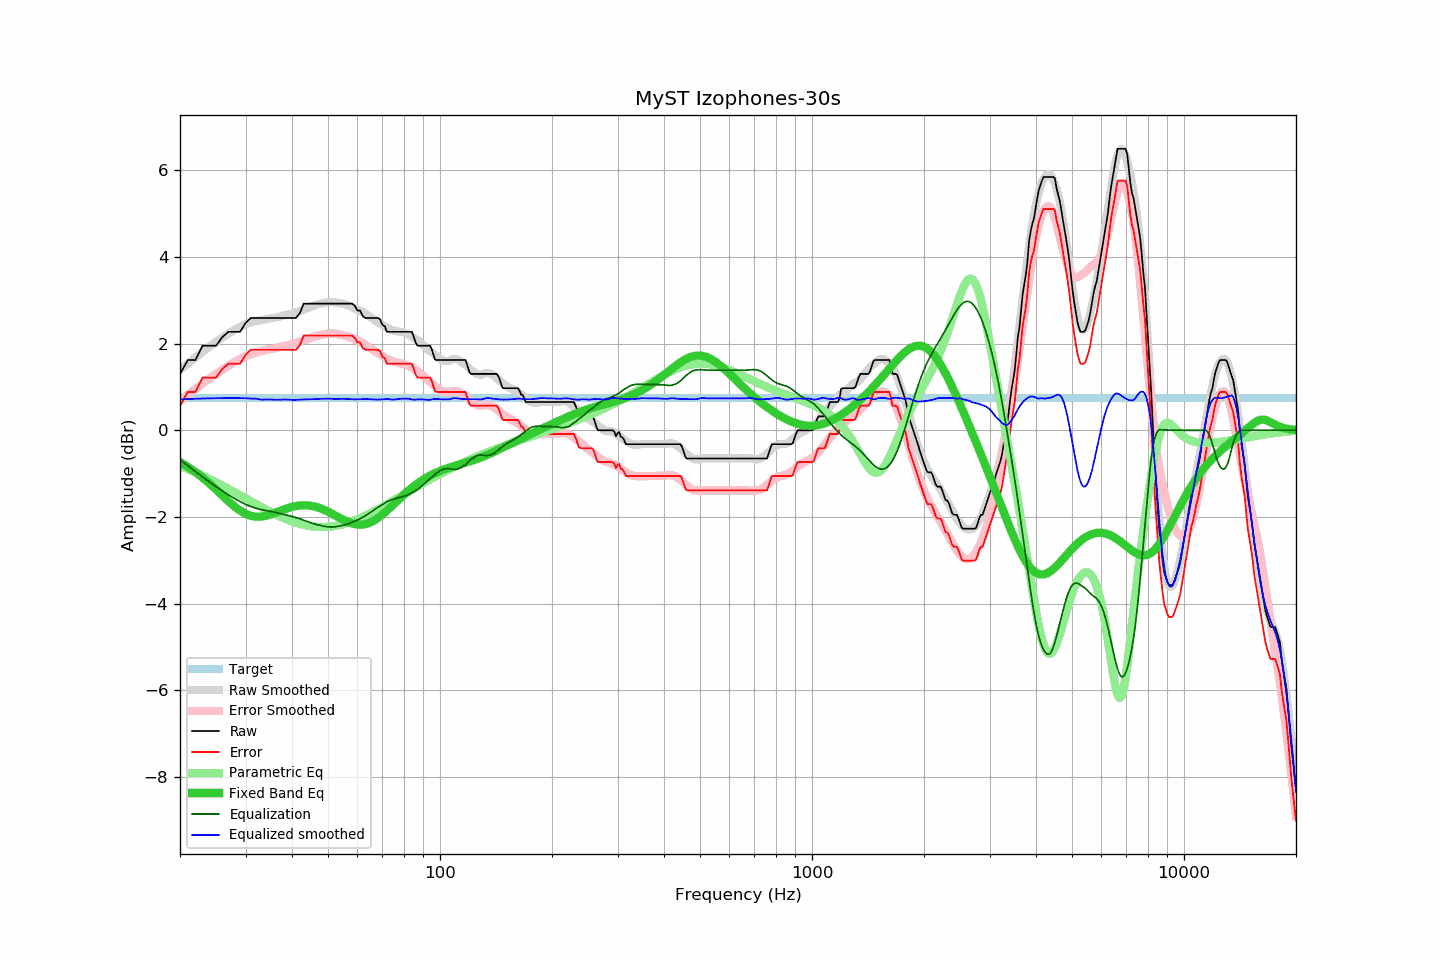 MyST Izophones-30s
6
4
2
0
−2
−4
−6
−8
Amplitude (dBr)
Target
Raw Smoothed
Error Smoothed
Raw
Error
Parametric Eq
Fixed Band Eq
Equalization
Equalized smoothed
100 1000 10000
Frequency (Hz)